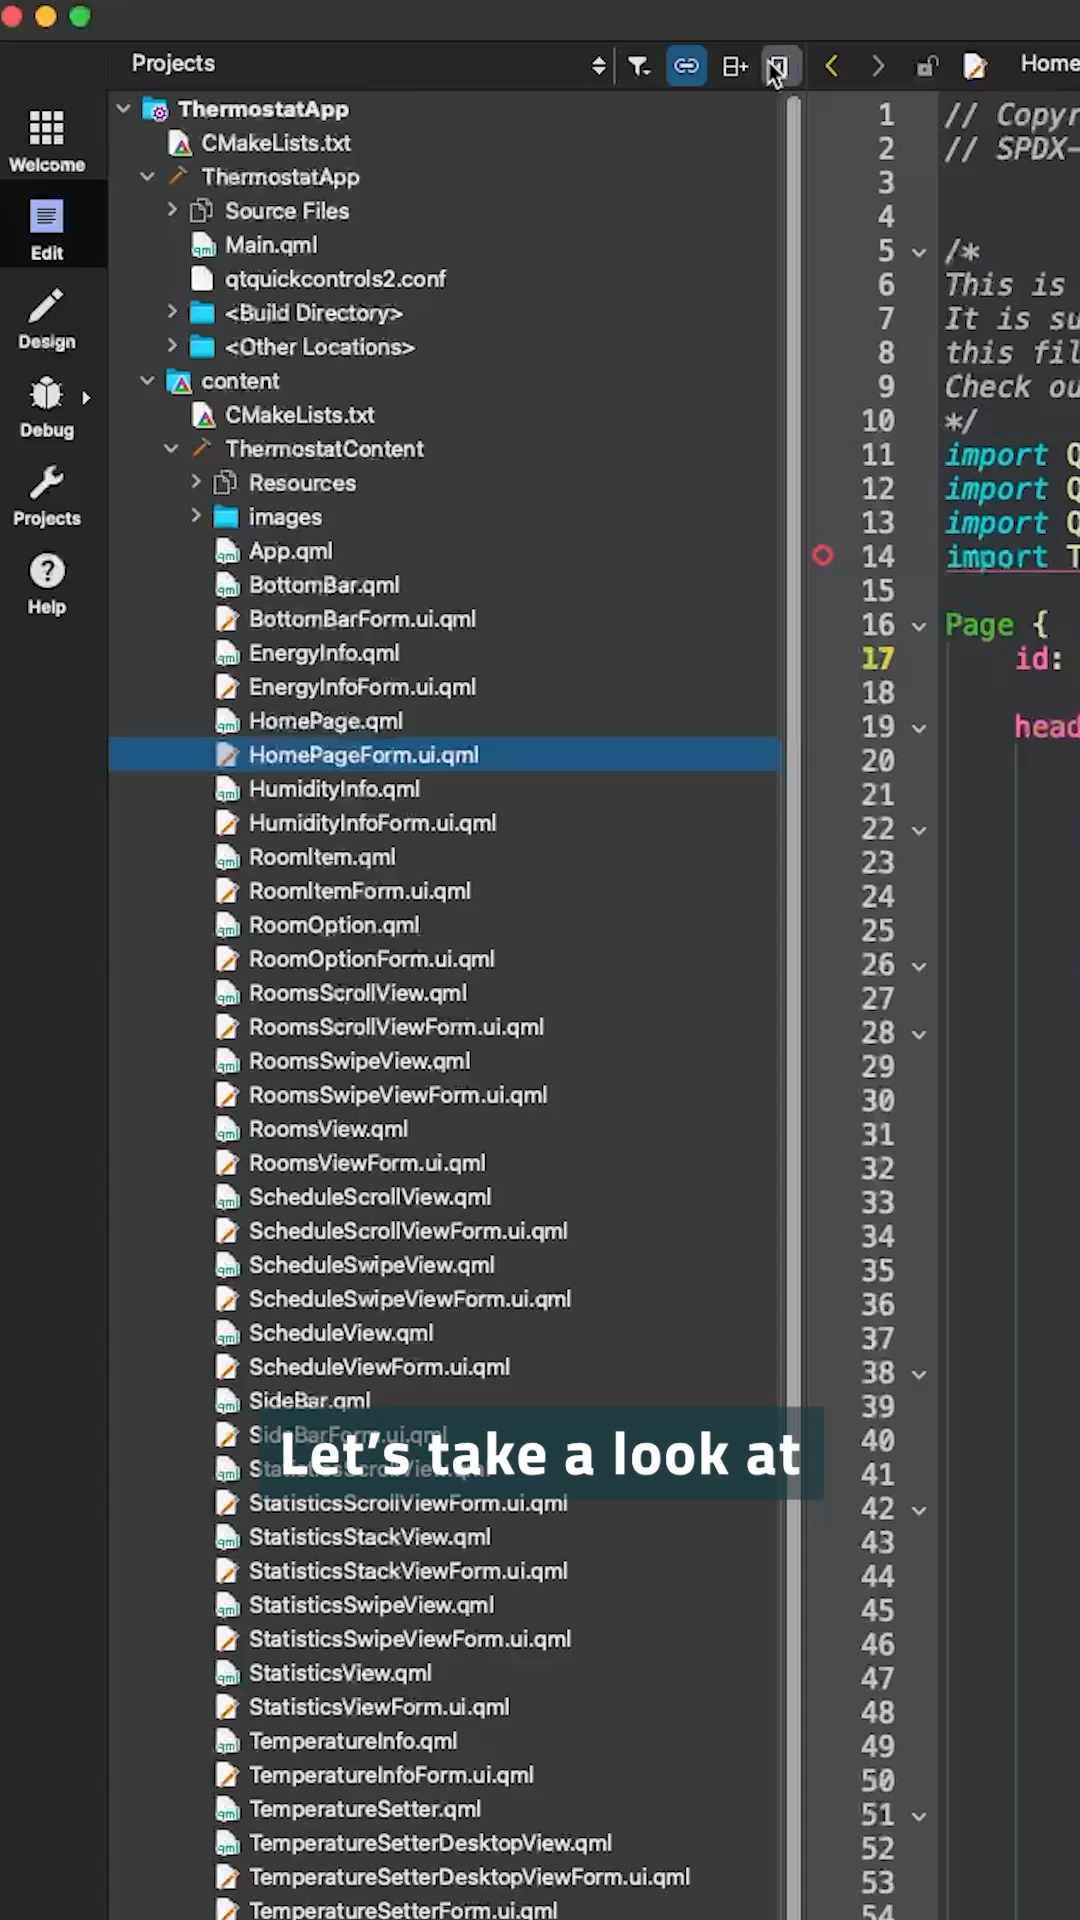 Projects
Home
Welcome
Edit
Design
Debug
Projects
Help
ThermostatApp
CMakeLists.txt
ThermostatApp
Source Files
Main.qml
qtquickcontrols2.conf
<Build Directory>
<Other Locations>
content
CMakeLists.txt
ThermostatContent
Resources
images
App.qml
BottomBar.qml
BottomBarForm.ui.qml
EnergyInfo.qml
EnergyInfoForm.ui.qml
HomePage.qml
HomePageForm.ui.qml
HumidityInfo.qml
HumidityInfoForm.ui.qml
RoomItem.qml
RoomItemForm.ui.qml
RoomOption.qml
RoomOptionForm.ui.qml
RoomsScrollView.qml
RoomsScrollViewForm.ui.qml
RoomsSwipeView.qml
RoomsSwipeViewForm.ui.qml
RoomsView.qml
RoomsViewForm.ui.qml
ScheduleScrollView.qml
ScheduleScrollViewForm.ui.qml
ScheduleSwipeView.qml
ScheduleSwipeViewForm.ui.qml
ScheduleView.qml
ScheduleViewForm.ui.qml
SideBar.qml
SideBarForm.ui.qml
StatisticsScrollView.qml
Let's take a look at
StatisticsScrollViewForm.ui.qml
StatisticsStackView.qml
StatisticsStackViewForm.ui.qml
StatisticsSwipeView.qml
StatisticsSwipeViewForm.ui.qml
StatisticsView.qml
StatisticsViewForm.ui.qml
TemperatureInfo.qml
TemperatureInfoForm.ui.qml
TemperatureSetter.qml
TemperatureSetterDesktopView.qml
TemperatureSetterDesktopViewForm.ui.qml
TemperatureSetterForm.ui.qml
1 // Copyr
2 // SPDX-
3
4
5 /*
6 This is
7 It is su
8 this fil
9 Check ou
10 */
11 import Q
12 import Q
13 import Q
14 import T
15
16 Page {
17 id:
18
19 head
20
21
22
23
24
25
26
27
28
29
30
31
32
33
34
35
36
37
38
39
40
41
42
43
44
45
46
47
48
49
50
51
52
53
54